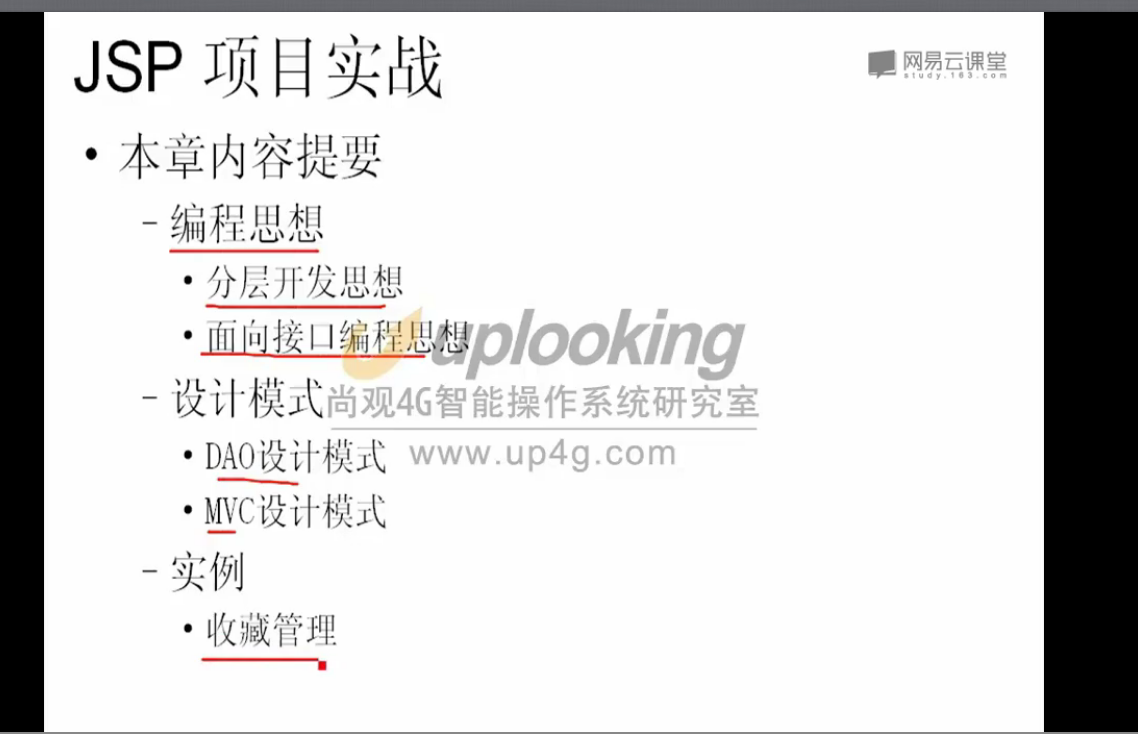 JSP 项目实战
网易云课堂
study.163.com
• 本章内容提要
– 编程思想
• 分层开发思想
• 面向接口编程思想
uplooking
– 设计模式
尚观4G智能操作系统研究室
• DAO设计模式
www.up4g.com
• MVC设计模式
– 实例
• 收藏管理